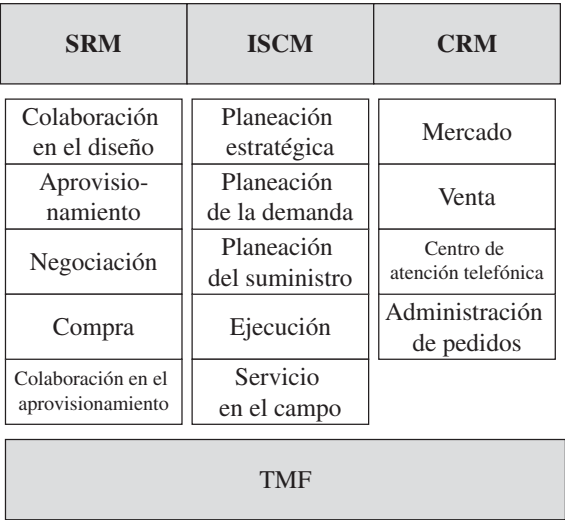 SRM
ISCM
CRM
Colaboración
en el diseño
Aprovisio-
namiento
Negociación
Compra
Colaboración en el
aprovisionamiento
Planeación
estratégica
Planeación
de la demanda
Planeación
del suministro
Ejecución
Servicio
en el campo
Mercado
Venta
Centro de
atención telefónica
Administración
de pedidos
TMF